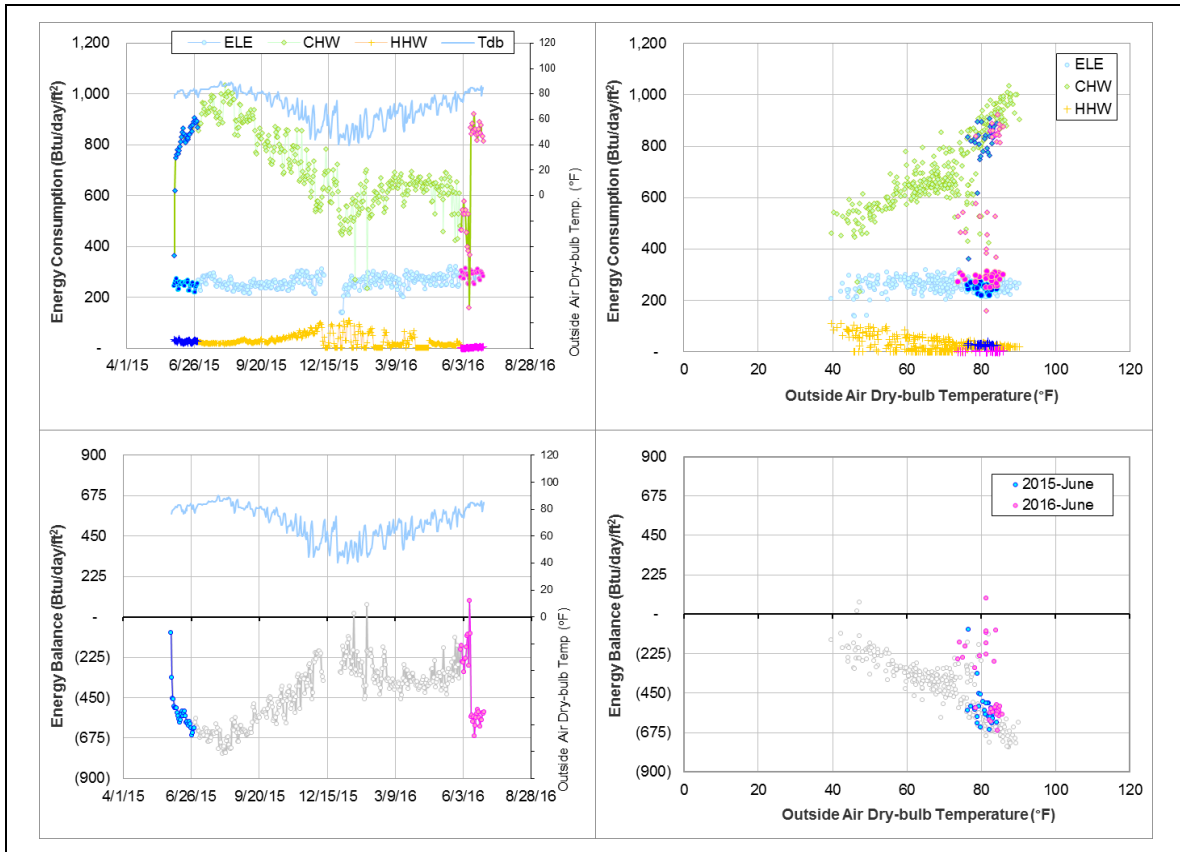 ELE CHW HHW Tdb
1,200
1,000
800
600
400
200
-
Energy Consumption (Btu/day/ft²)
120
100
80
60
40
20
0
Outside Air Dry-bulb Temp. (°F)
4/1/15 6/26/15 9/20/15 12/15/15 3/9/16 6/3/16 8/28/16
1,200
1,000
800
600
400
200
-
Energy Consumption (Btu/day/ft²)
ELE
CHW
HHW
0 20 40 60 80 100 120
Outside Air Dry-bulb Temperature (°F)
900
675
450
225
-
(225)
(450)
(675)
(900)
Energy Balance (Btu/day/ft²)
120
100
80
60
40
20
0
Outside Air Dry-bulb Temp (°F)
4/1/15 6/26/15 9/20/15 12/15/15 3/9/16 6/3/16 8/28/16
900
675
450
225
-
(225)
(450)
(675)
(900)
Energy Balance (Btu/day/ft²)
2015-June
2016-June
0 20 40 60 80 100 120
Outside Air Dry-bulb Temperature (°F)